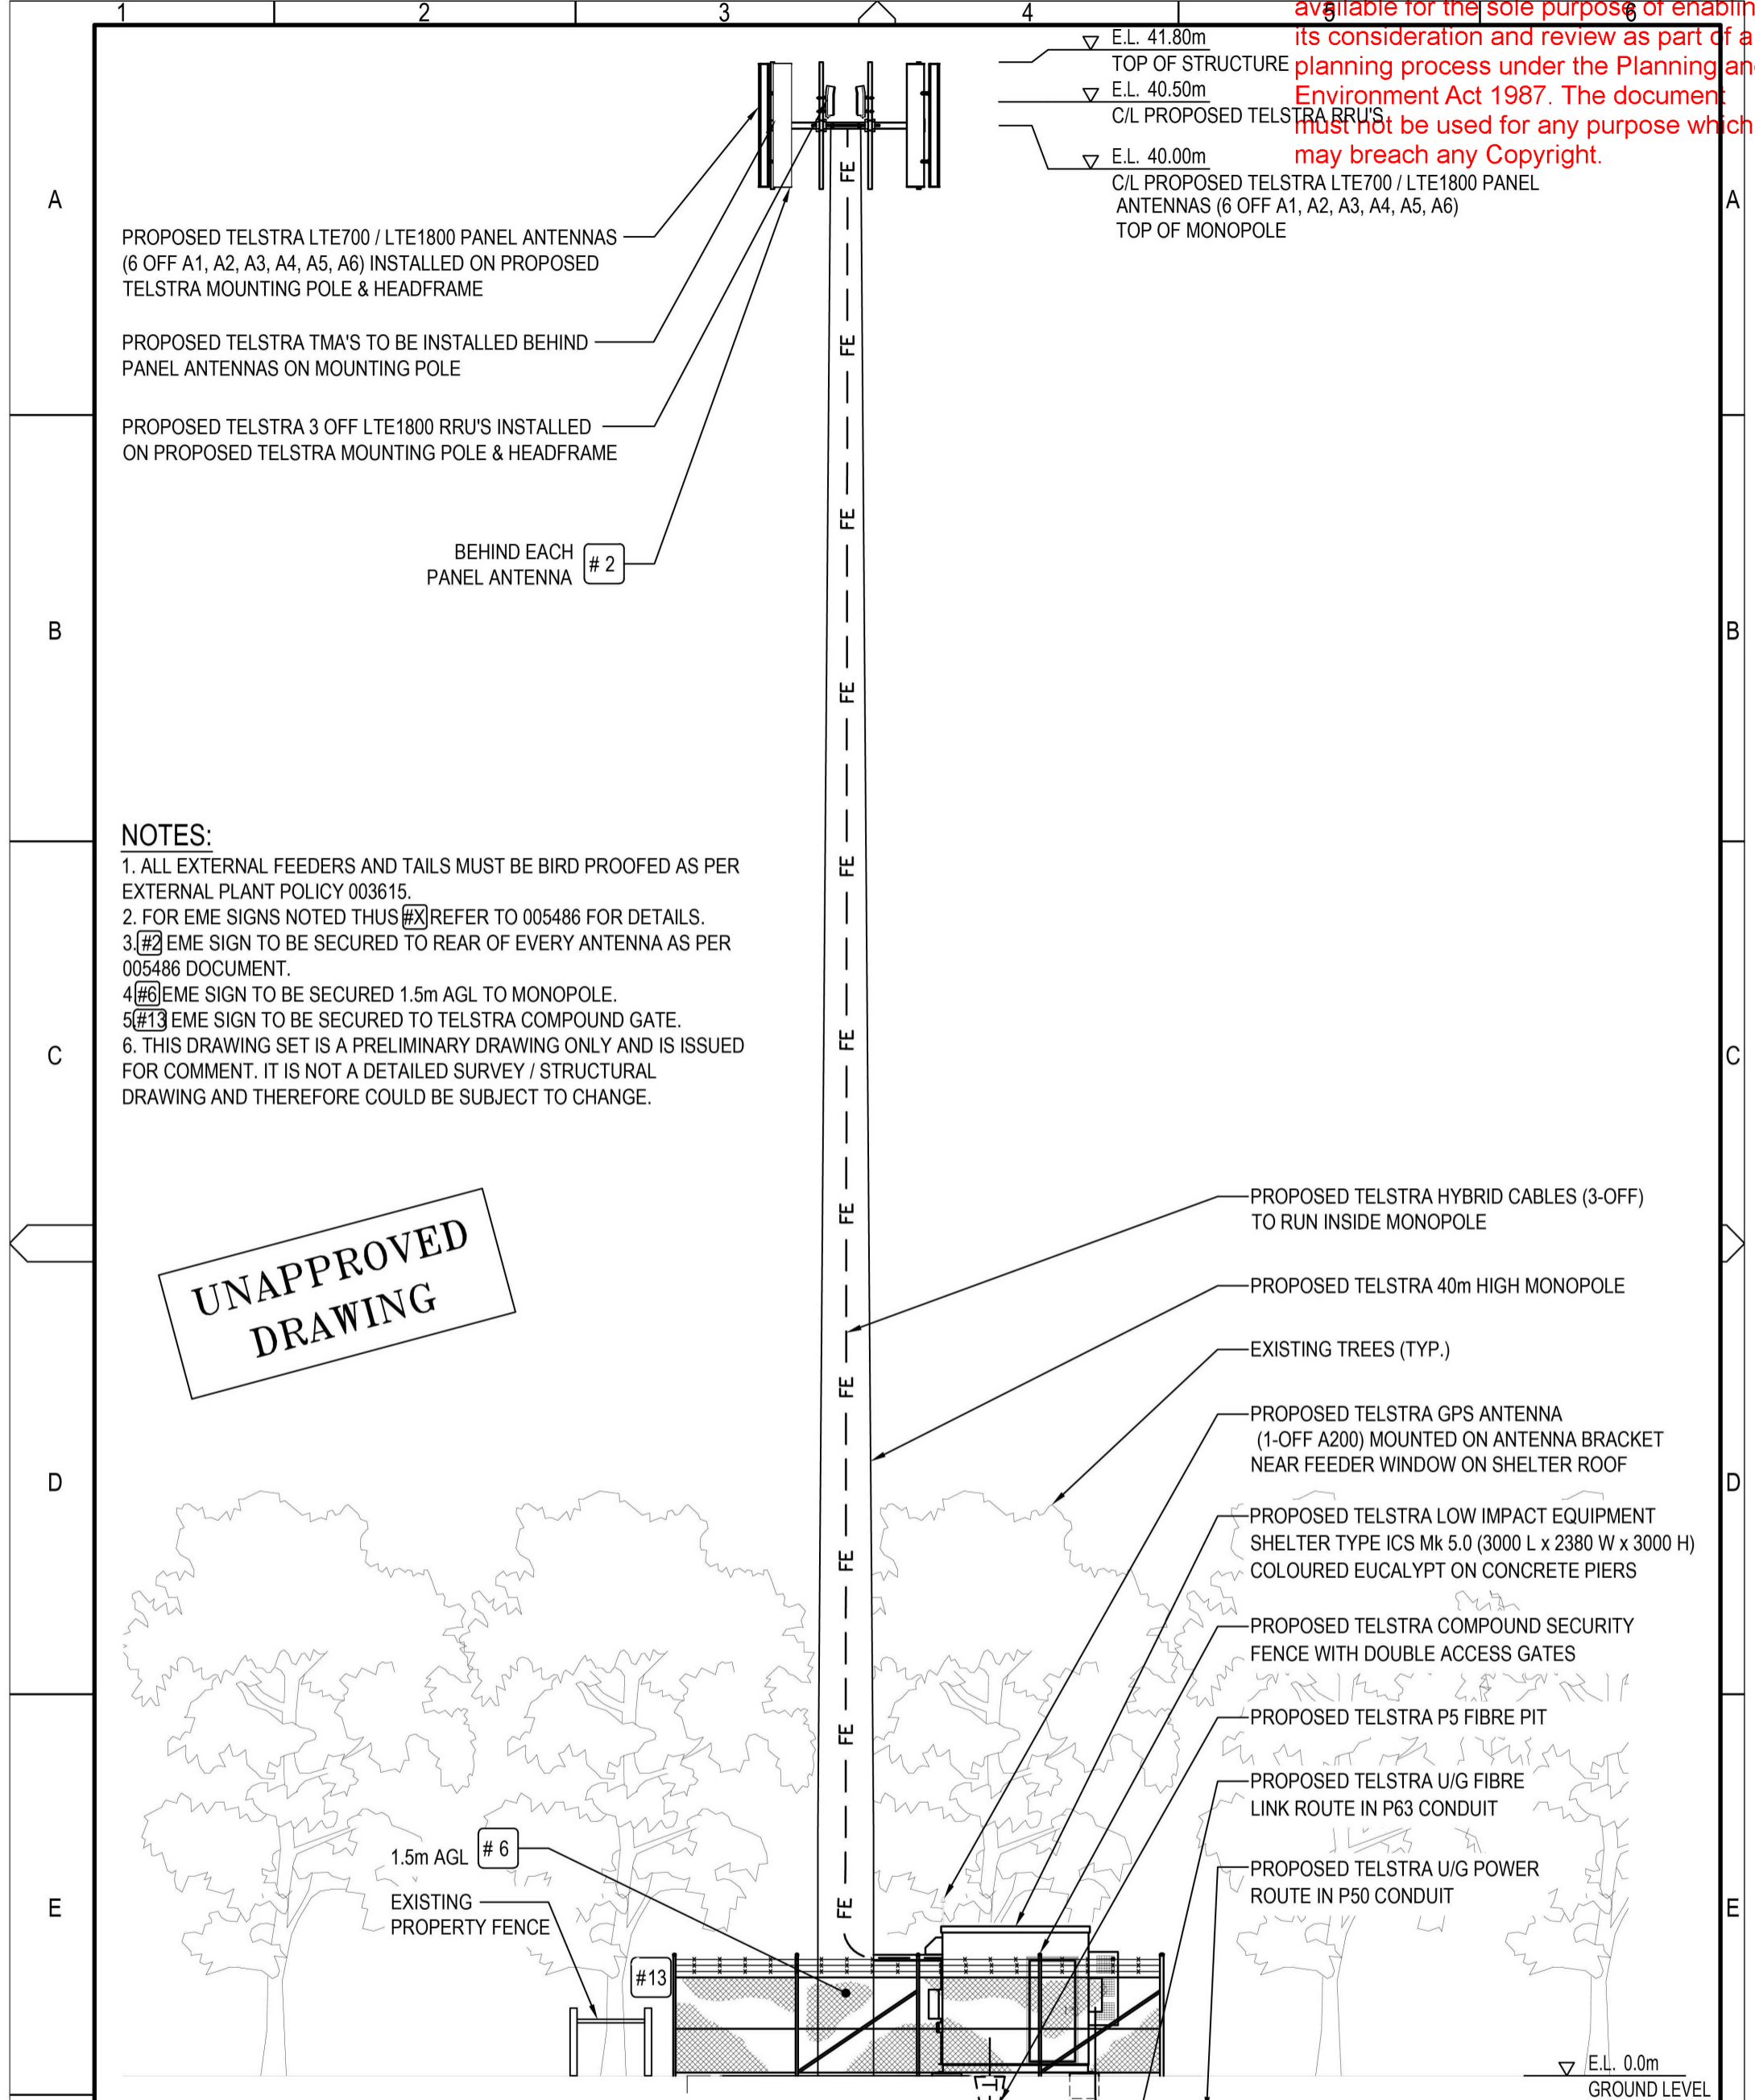 1 2 3 4 5 6
available for the sole purpose of enablin
its consideration and review as part of a
planning process under the Planning an
Environment Act 1987. The document
must not be used for any purpose which
may breach any Copyright.
E.L. 41.80m
TOP OF STRUCTURE
E.L. 40.50m
C/L PROPOSED TELSTRA RRU'S
E.L. 40.00m
C/L PROPOSED TELSTRA LTE700 / LTE1800 PANEL
ANTENNAS (6 OFF A1, A2, A3, A4, A5, A6)
TOP OF MONOPOLE
A
A
PROPOSED TELSTRA LTE700 / LTE1800 PANEL ANTENNAS
(6 OFF A1, A2, A3, A4, A5, A6) INSTALLED ON PROPOSED
TELSTRA MOUNTING POLE & HEADFRAME
PROPOSED TELSTRA TMA'S TO BE INSTALLED BEHIND
PANEL ANTENNAS ON MOUNTING POLE
PROPOSED TELSTRA 3 OFF LTE1800 RRU'S INSTALLED
ON PROPOSED TELSTRA MOUNTING POLE & HEADFRAME
BEHIND EACH
PANEL ANTENNA
# 2
B
B
FE
FE
FE
FE
FE
FE
FE
FE
FE
FE
FE
NOTES:
1. ALL EXTERNAL FEEDERS AND TAILS MUST BE BIRD PROOFED AS PER
EXTERNAL PLANT POLICY 003615.
2. FOR EME SIGNS NOTED THUS #X REFER TO 005486 FOR DETAILS.
3. #2 EME SIGN TO BE SECURED TO REAR OF EVERY ANTENNA AS PER
005486 DOCUMENT.
4 #6 EME SIGN TO BE SECURED 1.5m AGL TO MONOPOLE.
5 #13 EME SIGN TO BE SECURED TO TELSTRA COMPOUND GATE.
6. THIS DRAWING SET IS A PRELIMINARY DRAWING ONLY AND IS ISSUED
FOR COMMENT. IT IS NOT A DETAILED SURVEY / STRUCTURAL
DRAWING AND THEREFORE COULD BE SUBJECT TO CHANGE.
C
C
UNAPPROVED
DRAWING
PROPOSED TELSTRA HYBRID CABLES (3-OFF)
TO RUN INSIDE MONOPOLE
PROPOSED TELSTRA 40m HIGH MONOPOLE
EXISTING TREES (TYP.)
PROPOSED TELSTRA GPS ANTENNA
(1-OFF A200) MOUNTED ON ANTENNA BRACKET
NEAR FEEDER WINDOW ON SHELTER ROOF
D
D
PROPOSED TELSTRA LOW IMPACT EQUIPMENT
SHELTER TYPE ICS Mk 5.0 (3000 L x 2380 W x 3000 H)
COLOURED EUCALYPT ON CONCRETE PIERS
PROPOSED TELSTRA COMPOUND SECURITY
FENCE WITH DOUBLE ACCESS GATES
PROPOSED TELSTRA P5 FIBRE PIT
PROPOSED TELSTRA U/G FIBRE
LINK ROUTE IN P63 CONDUIT
PROPOSED TELSTRA U/G POWER
ROUTE IN P50 CONDUIT
1.5m AGL
# 6
EXISTING
PROPERTY FENCE
E
E
#13
E.L. 0.0m
GROUND LEVEL